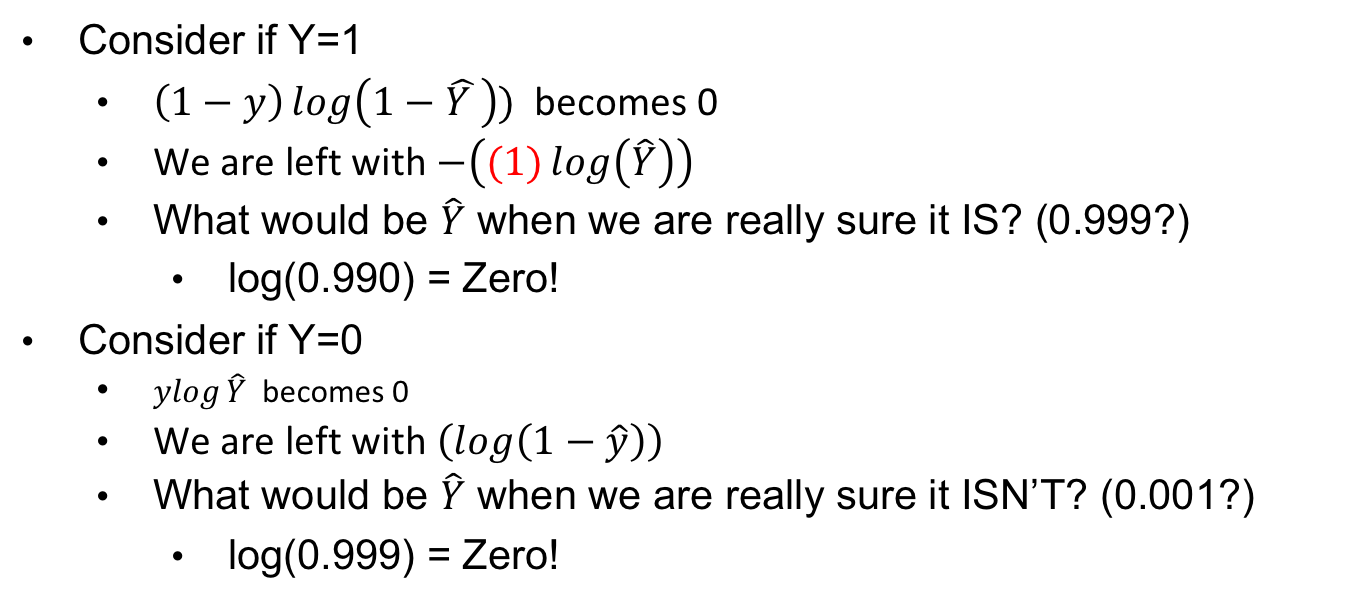 • Consider if Y=1
• (1 − y) log(1 − Ŷ )) becomes 0
• We are left with −((1) log(Ŷ))
• What would be Ŷ when we are really sure it IS? (0.999?)
• log(0.990) = Zero!
• Consider if Y=0
• ylog Ŷ becomes 0
• We are left with (log(1 − ŷ))
• What would be Ŷ when we are really sure it ISN’T? (0.001?)
• log(0.999) = Zero!